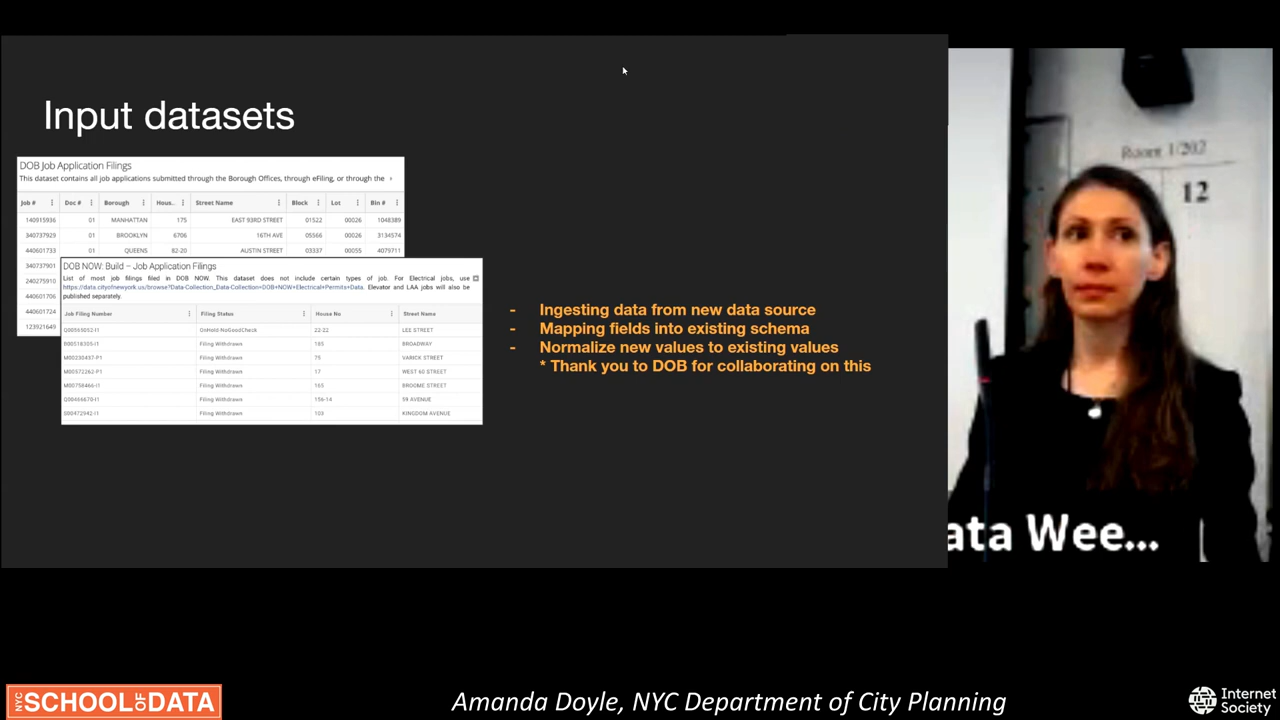 Input datasets
DOB Job Application Filings
This dataset contains all job applications submitted through the Borough Offices, through eFiling, or through the
Job # Doc # Borough Hous.. Street Name Block Lot Bin #
140915936 01 MANHATTAN 175 EAST 93RD STREET 01522 00026 1048389
340737929 01 BROOKLYN 6706 16TH AVE 05566 00026 3134574
440601733 01 QUEENS 82-20 AUSTIN STREET 03337 00055 4079711
340737901
240275910
440601706
440601724
123921649
DOB NOW: Build – Job Application Filings
List of most job filings filed in DOB NOW. This dataset does not include certain types of job. For Electrical jobs, use
https://data.cityofnewyork.us/browse?Data-Collection_Data-Collection=DOB+NOW+Electrical+Permits+Data. Elevator and LAA jobs will also be
published separately.
Job Filing Number Filing Status House No Street Name
Q00569052-I1 OnHold-NoGoodCheck 22-22 LEE STREET
B00518305-I1 Filing Withdrawn 185 BROADWAY
M00230437-P1 Filing Withdrawn 75 VARICK STREET
M00572262-P1 Filing Withdrawn 17 WEST 60 STREET
M00758466-I1 Filing Withdrawn 165 BROOME STREET
Q00466670-I1 Filing Withdrawn 156-14 59 AVENUE
S00472942-I1 Filing Withdrawn 103 KINGDOM AVENUE
- Ingesting data from new data source
- Mapping fields into existing schema
- Normalize new values to existing values
* Thank you to DOB for collaborating on this
Room 1/202
12
ata Wee...
NYC SCHOOL OF DATA
Amanda Doyle, NYC Department of City Planning
Internet
Society